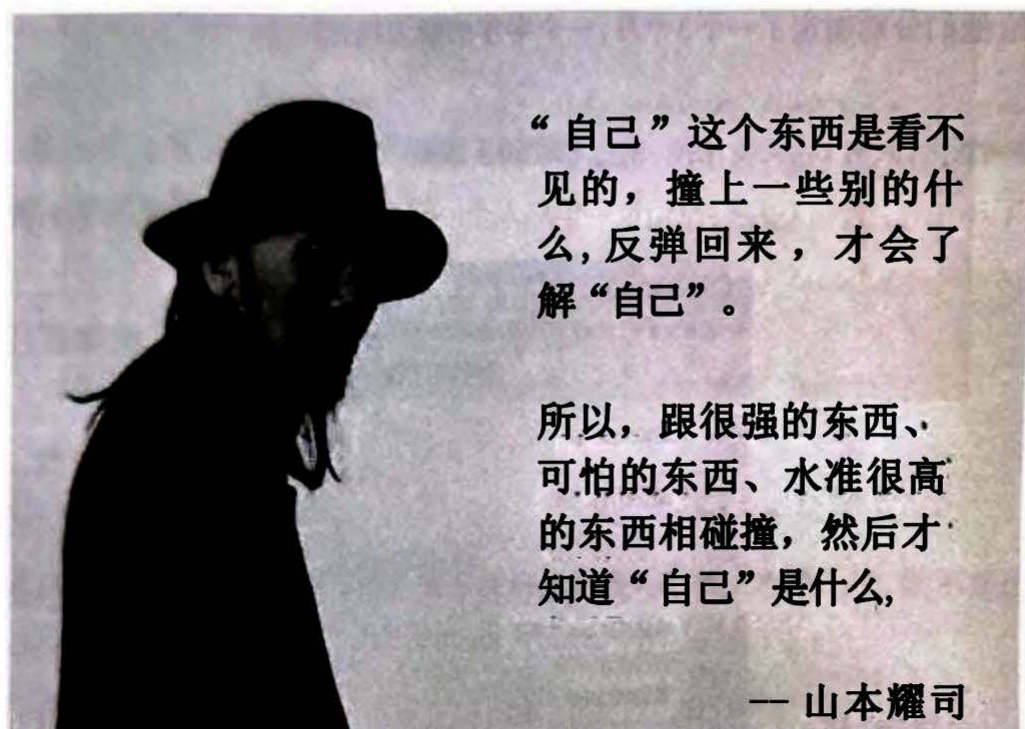 “自己”这个东西是看不
见的，撞上一些别的什
么,反弹回来，才会了
解“自己”。
所以，跟很强的东西、
可怕的东西、水准很高
的东西相碰撞，然后才
知道“自己”是什么,
-- 山本耀司